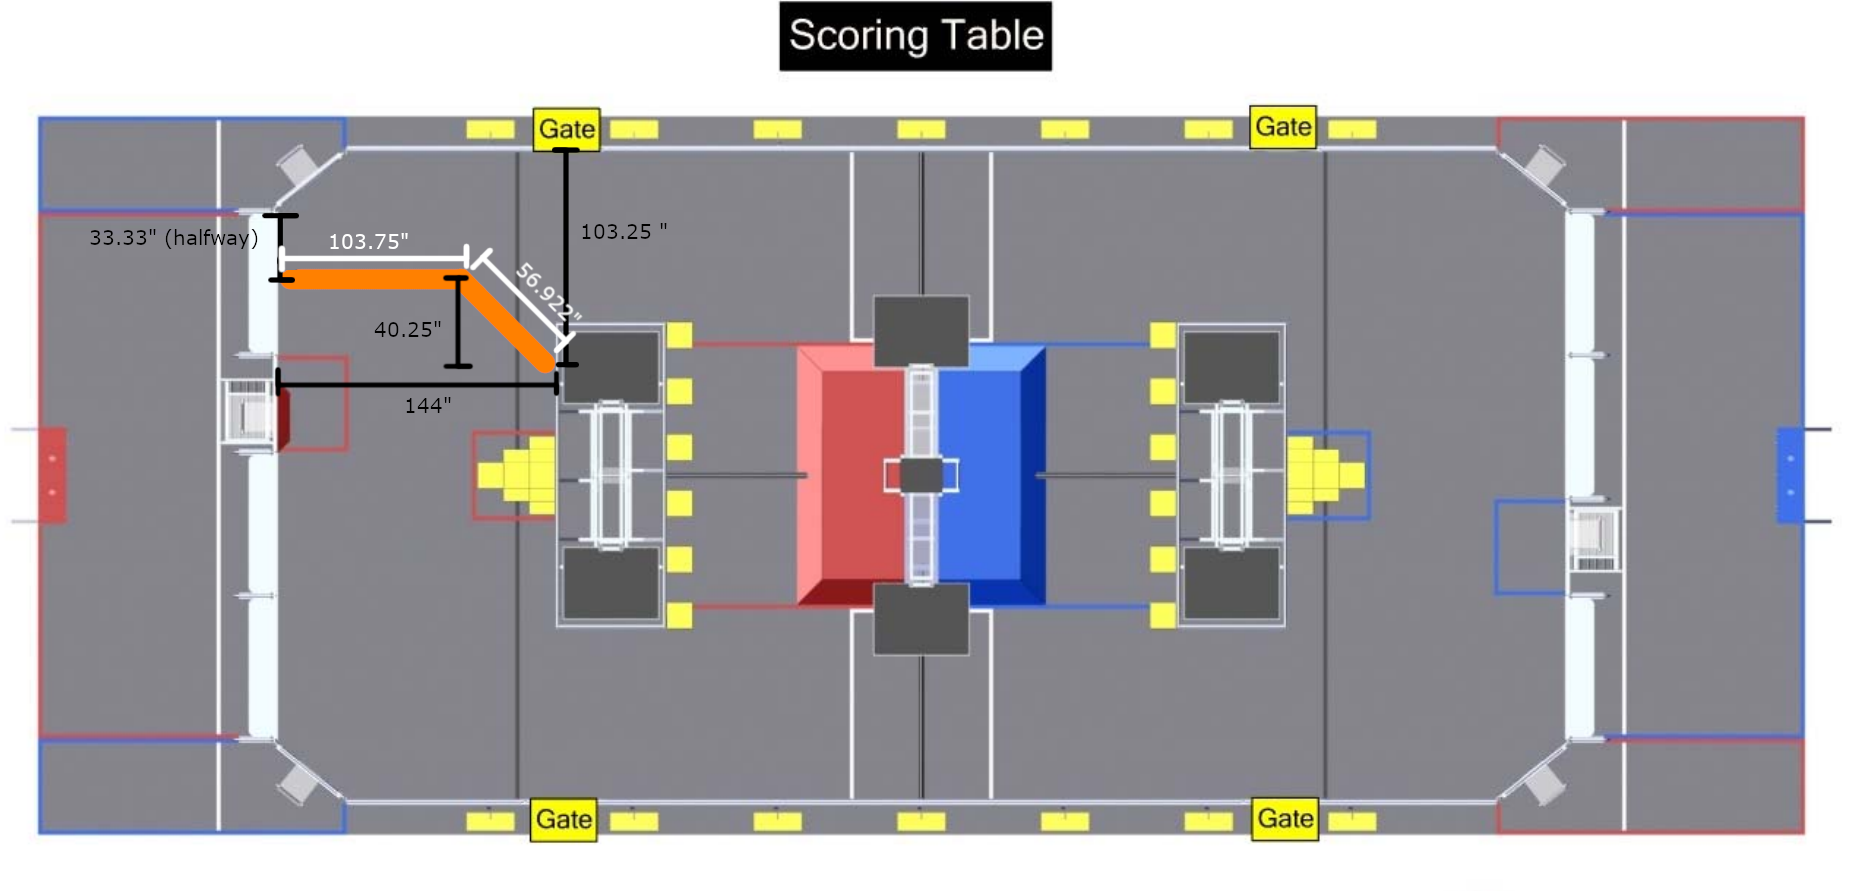 Scoring Table
Gate
Gate
33.33" (halfway)
103.75"
56.922"
103.25 "
40.25"
144"
Gate
Gate